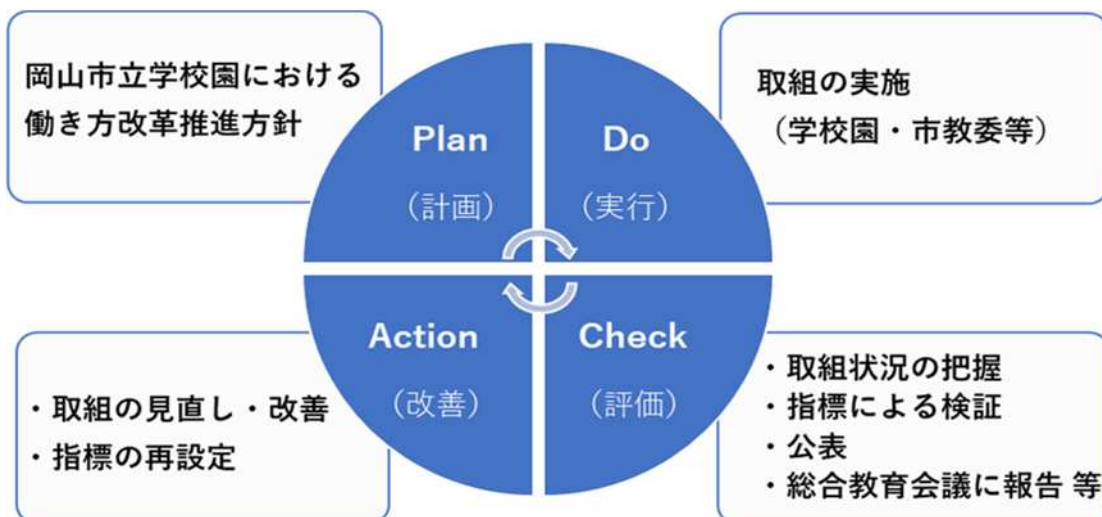 岡山市立学校園における
働き方改革推進方針
Plan
（計画）
Do
（実行）
取組の実施
（学校園・市教委等）
・取組の見直し・改善
・指標の再設定
Action
（改善）
Check
（評価）
・取組状況の把握
・指標による検証
・公表
・総合教育会議に報告 等